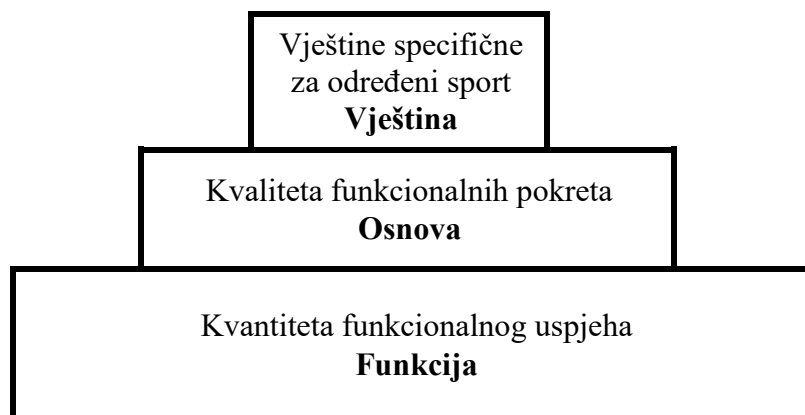 Vještine specifične
za određeni sport
Vještina
Kvaliteta funkcionalnih pokreta
Osnova
Kvantiteta funkcionalnog uspjeha
Funkcija